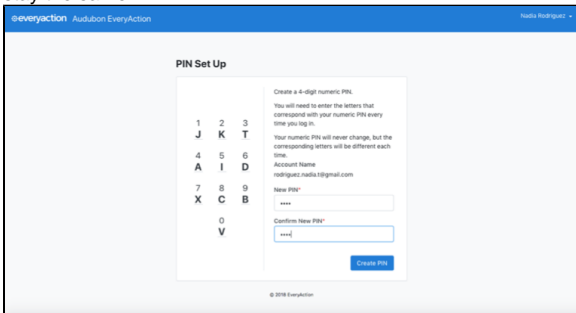 everyaction Audubon EveryAction
Nadia Rodriguez
PIN Set Up
1 2 3
J K T
4 5 6
A I D
7 8 9
X C B
0
V
Create a 4-digit numeric PIN.
You will need to enter the letters that
correspond with your numeric PIN every
time you log in.
Your numeric PIN will never change, but the
corresponding letters will be different each
time.
Account Name
rodriguez.nadia.t@gmail.com
New PIN*
••••
Confirm New PIN*
••••
Create PIN
© 2018 EveryAction